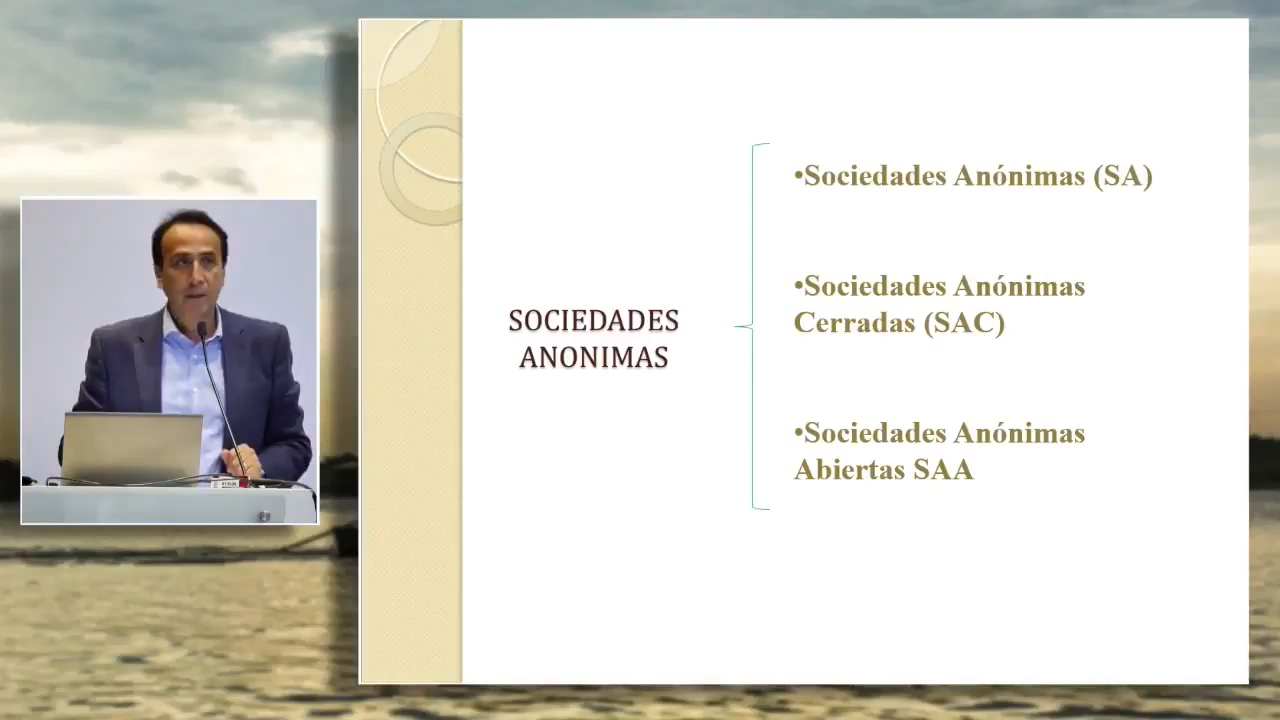 SOCIEDADES
ANONIMAS
•Sociedades Anónimas (SA)
•Sociedades Anónimas
Cerradas (SAC)
•Sociedades Anónimas
Abiertas SAA